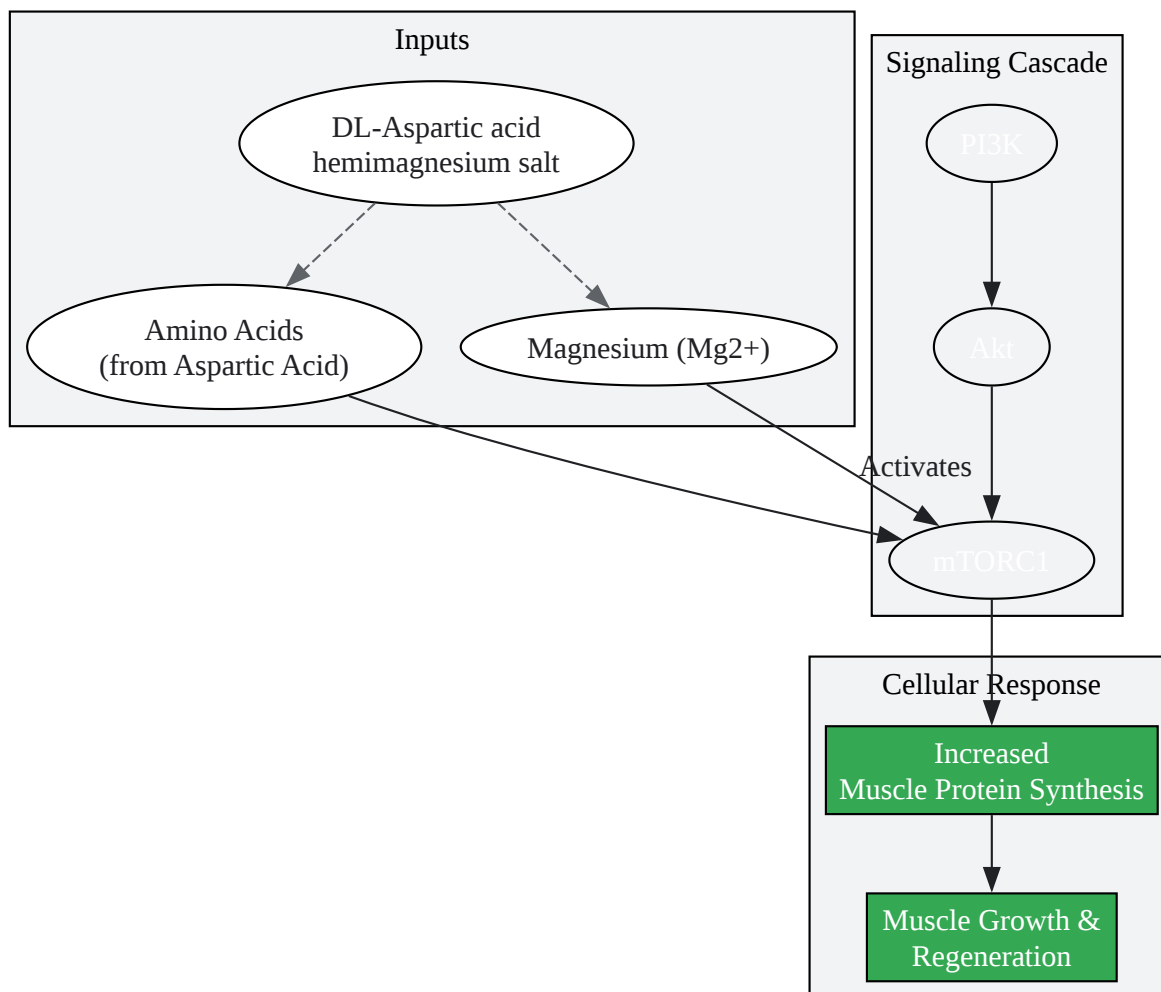 Inputs
DL-Aspartic acid
hemimagnesium salt
Amino Acids
(from Aspartic Acid)
Magnesium (Mg2+)
Signaling Cascade
PI3K
Akt
Activates
mTORC1
Cellular Response
Increased
Muscle Protein Synthesis
Muscle Growth &
Regeneration